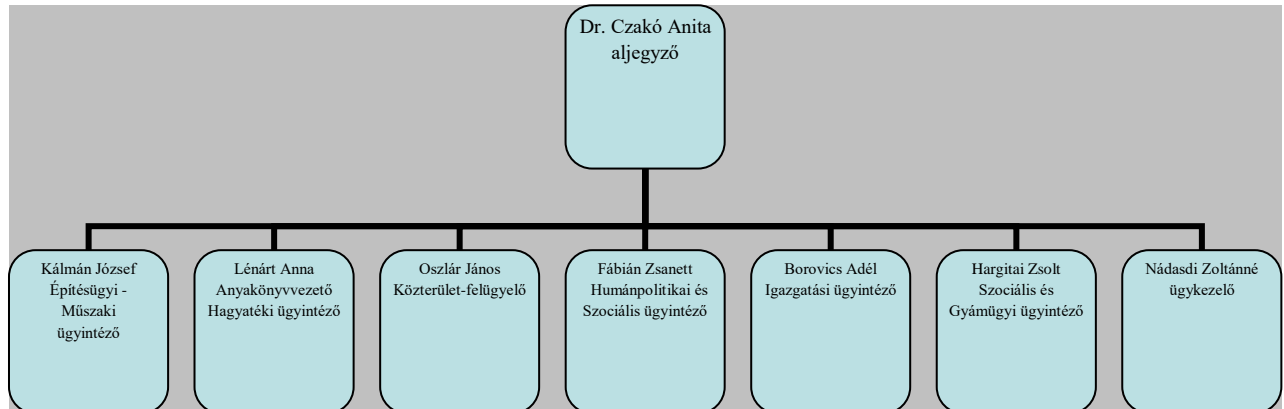 Dr. Czakó Anita
aljegyző
Kálmán József
Építésügyi -
Műszaki
ügyintéző
Lénárt Anna
Anyakönyvvezető
Hagyatéki ügyintéző
Oszlár János
Közterület-felügyelő
Fábián Zsanett
Humánpolitikai és
Szociális ügyintéző
Borovics Adél
Igazgatási ügyintéző
Hargitai Zsolt
Szociális és
Gyámügyi ügyintéző
Nádasdi Zoltánné
ügykezelő